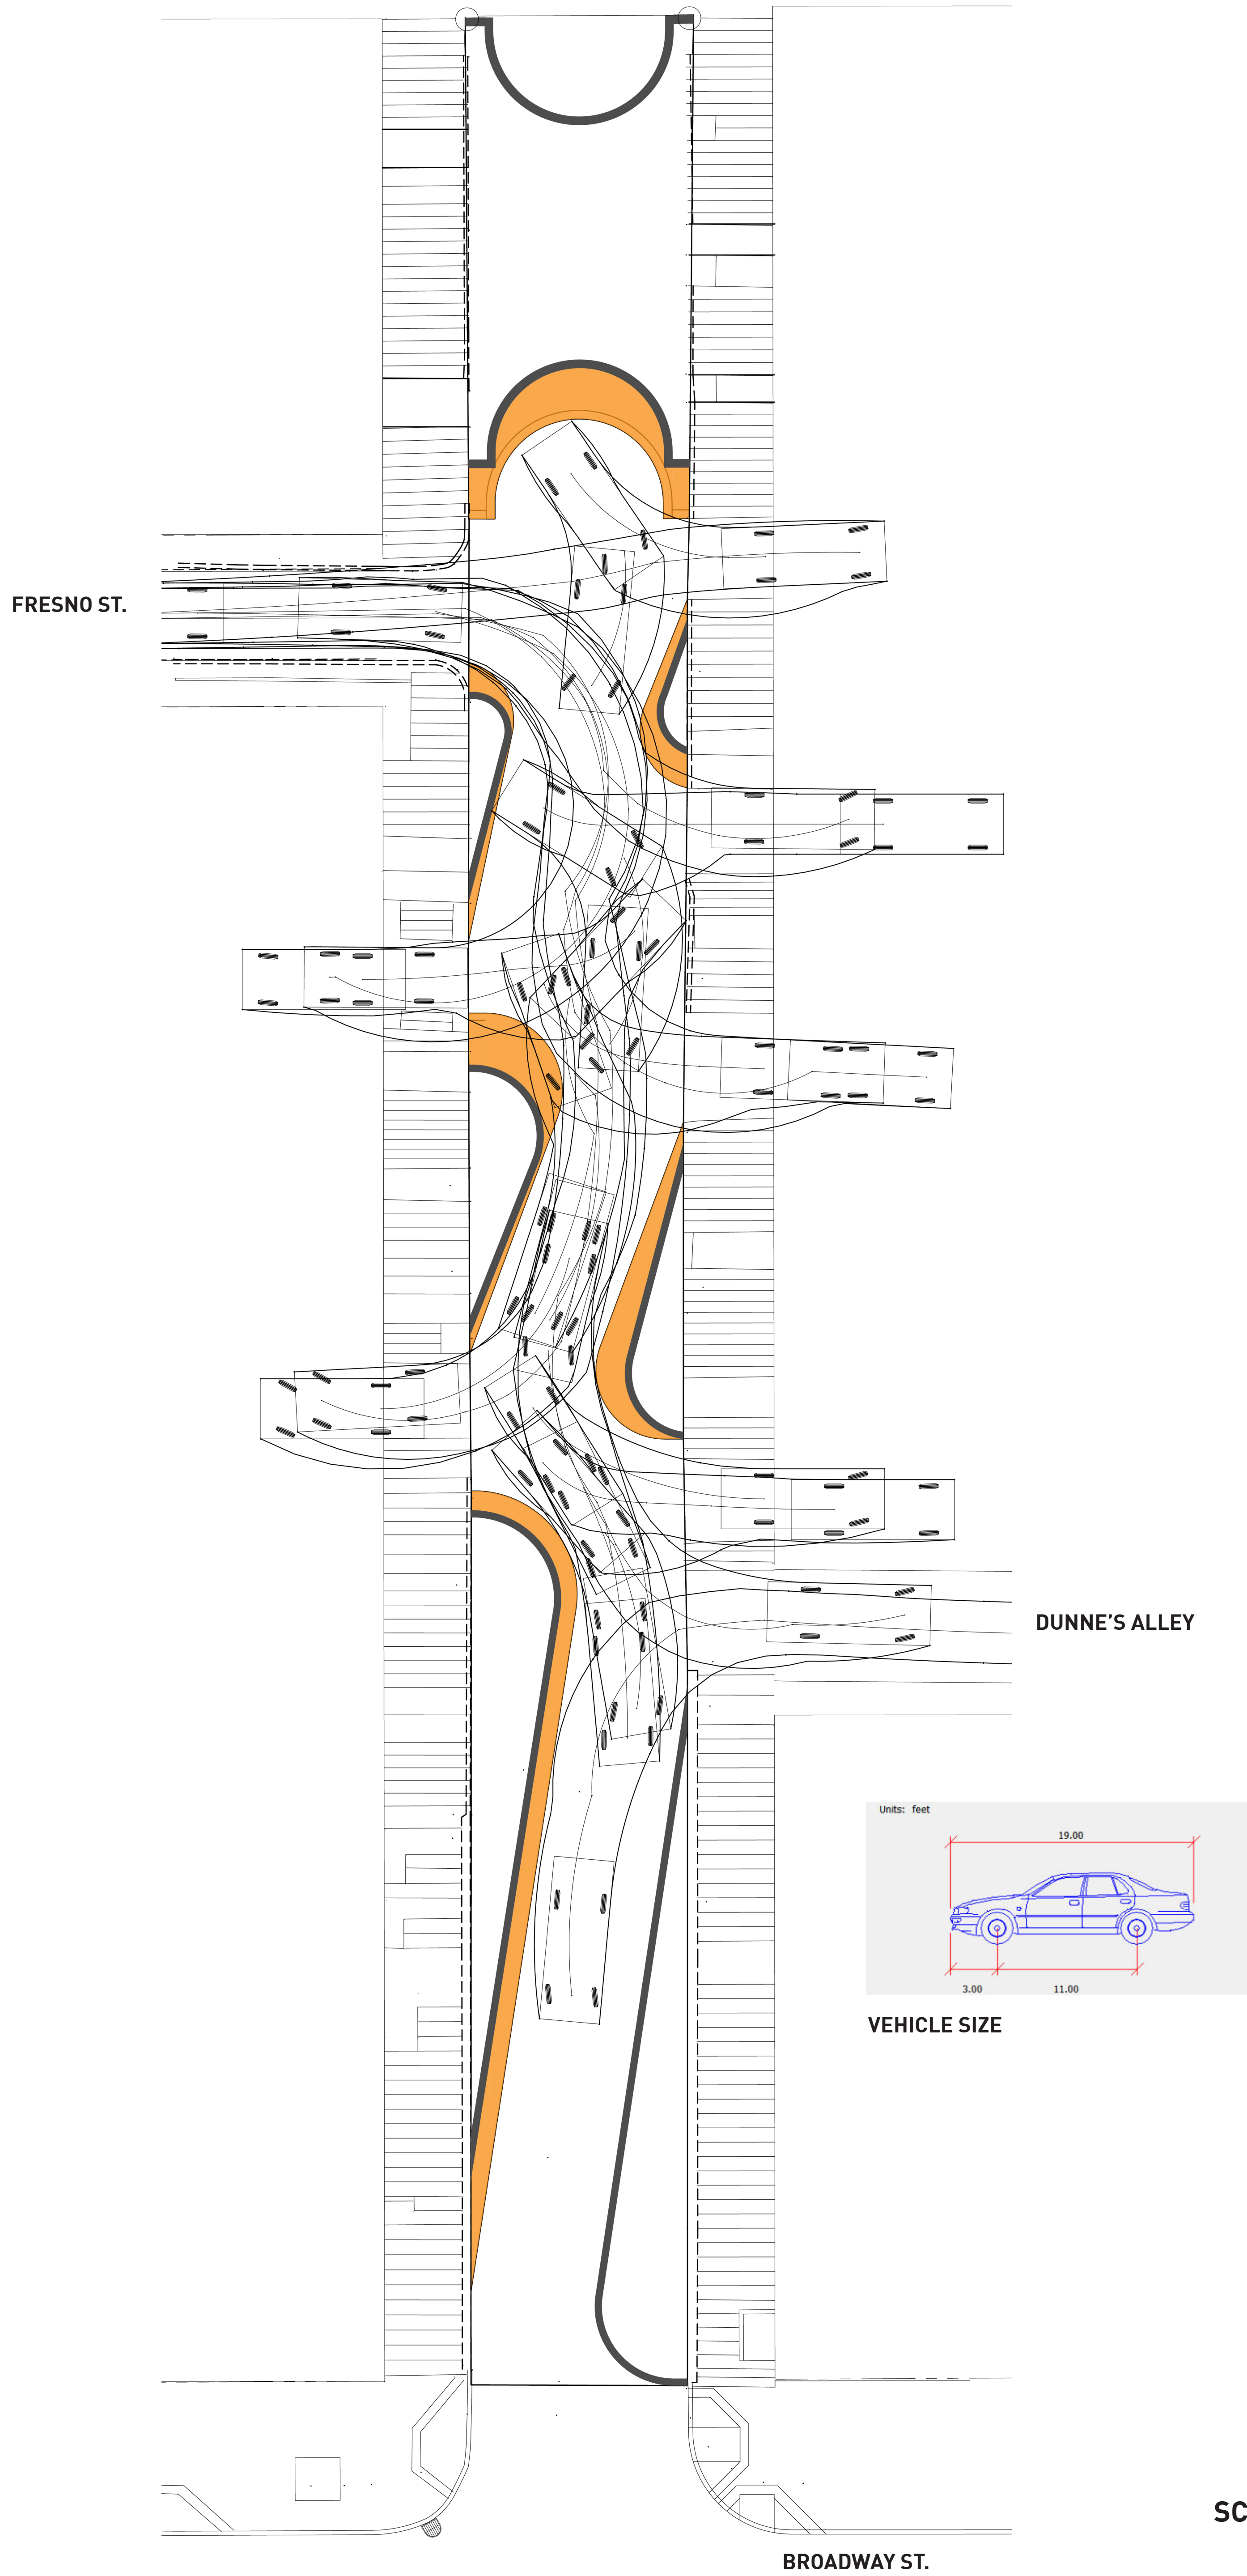 FRESNO ST.
DUNNE'S ALLEY
Units: feet
19.00
3.00
11.00
VEHICLE SIZE
SC
BROADWAY ST.